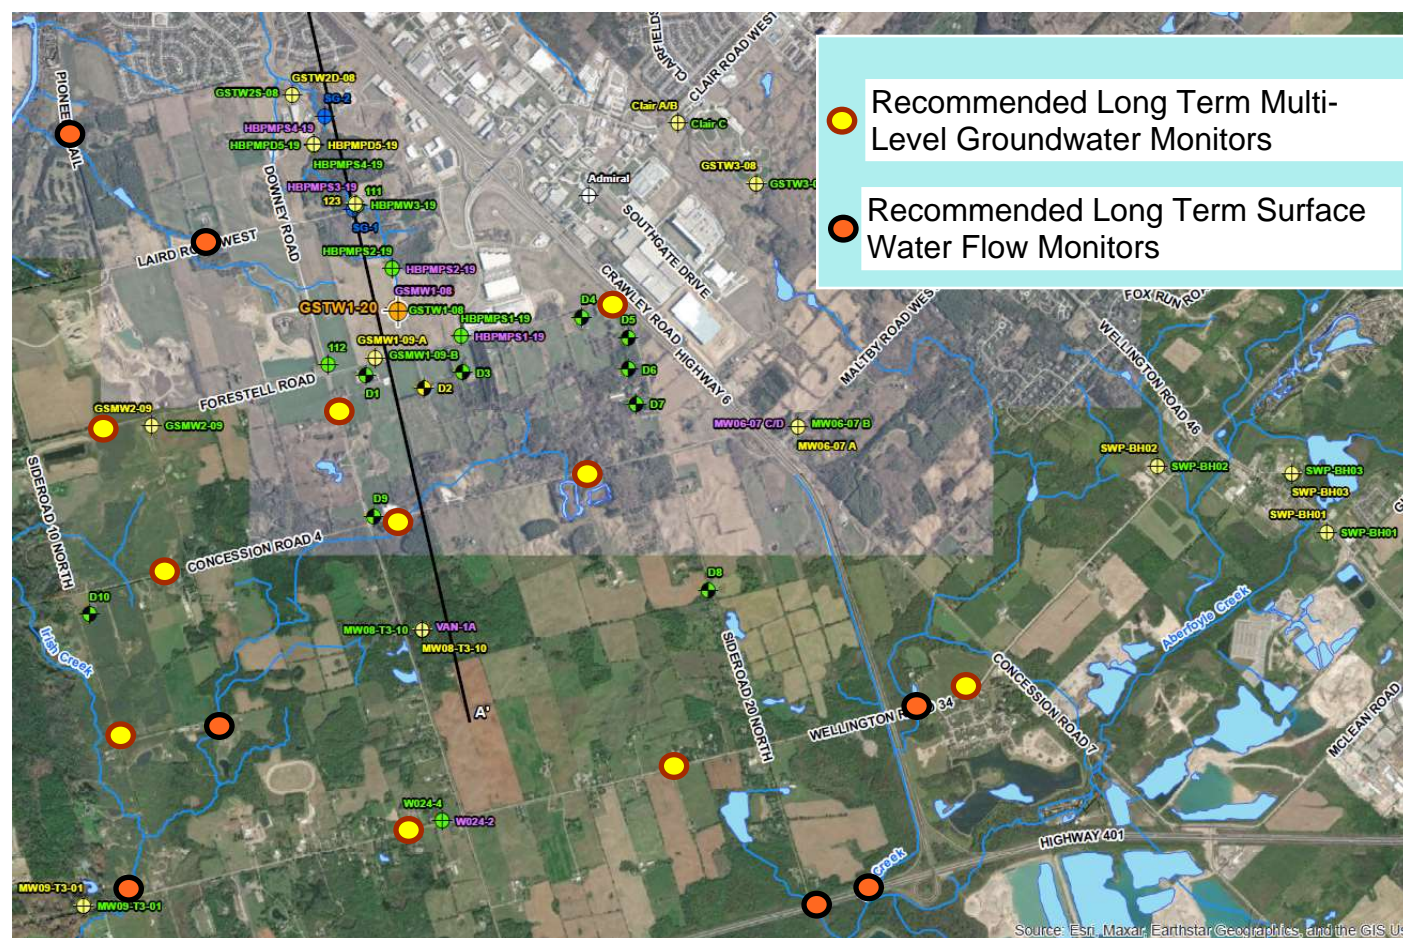 Recommended Long Term Multi-
Level Groundwater Monitors
Recommended Long Term Surface
Water Flow Monitors
CLAIR ROAD WEST
GSTW2D-08
GSTW2S-08
SG-2
HBPMPS4-19
HBPMPD5-19
HBPMPD5-19
HBPMPS4-19
HBPMPS3-19
111
123
HBPMW3-19
SG-1
DOWNEY ROAD
Clair A/B
Clair C
GSTW3-08
Admiral
SOUTHGATE DRIVE
CRAWLEY ROAD
HIGHWAY 6
HBPMPS2-19
HBPMPS2-19
GSMW1-08
GSTW1-20
GSTW1-08
HBPMPS1-19
HBPMPS1-19
GSMW1-09-A
GSMW1-09-B
112
D1
D2
D3
D4
D5
D6
D7
FORESTELL ROAD
WELLINGTON ROAD 46
GSMW2-09
GSMW2-09
MW06-07 C/D
MW06-07 B
MW06-07 A
SWP-BH02
SWP-BH02
SWP-BH03
SWP-BH03
SWP-BH01
SWP-BH01
SIDEROAD 10 NORTH
D9
CONCESSION ROAD 4
D10
D8
Irish Creek
Aberfoyle Creek
MW08-T3-10
VAN-1A
MW08-T3-10
SIDEROAD 20 NORTH
CONCESSION ROAD 7
A'
WELLINGTON 34
MCLEAN ROAD
W024-4
W024-2
HIGHWAY 401
Creek
MW09-T3-01
MW09-T3-01
Source: Esri, Maxar, Earthstar Geographics, and the GIS